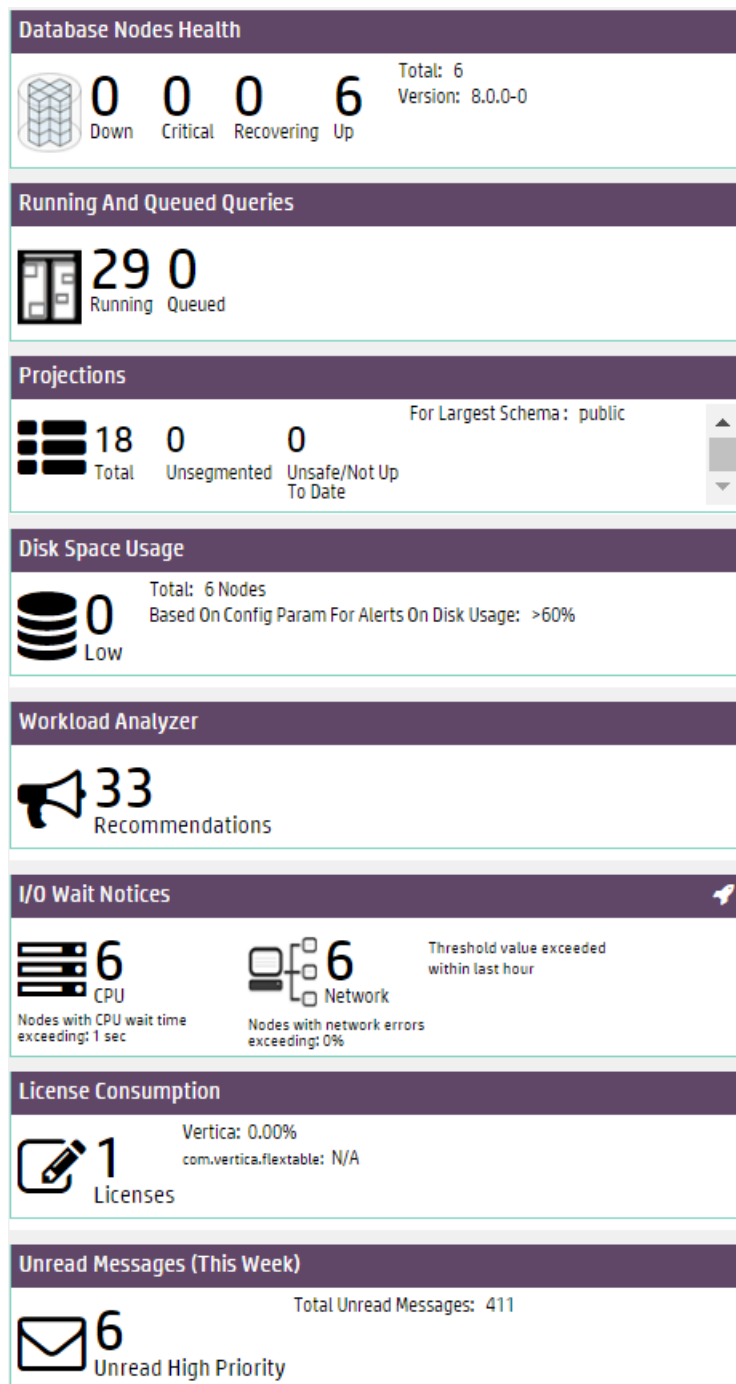 Database Nodes Health
0 0 0 6
Down Critical Recovering Up
Total: 6
Version: 8.0.0-0
Running And Queued Queries
29 0
Running Queued
Projections
18 0 0
Total Unsegmented Unsafe/Not Up
To Date
For Largest Schema : public
Disk Space Usage
0
Low
Total: 6 Nodes
Based On Config Param For Alerts On Disk Usage: >60%
Workload Analyzer
33
Recommendations
I/O Wait Notices
6
CPU
Nodes with CPU wait time
exceeding: 1 sec
6
Network
Nodes with network errors
exceeding: 0%
Threshold value exceeded
within last hour
License Consumption
1
Licenses
Vertica: 0.00%
com.vertica.flextable: N/A
Unread Messages (This Week)
6
Unread High Priority
Total Unread Messages: 411